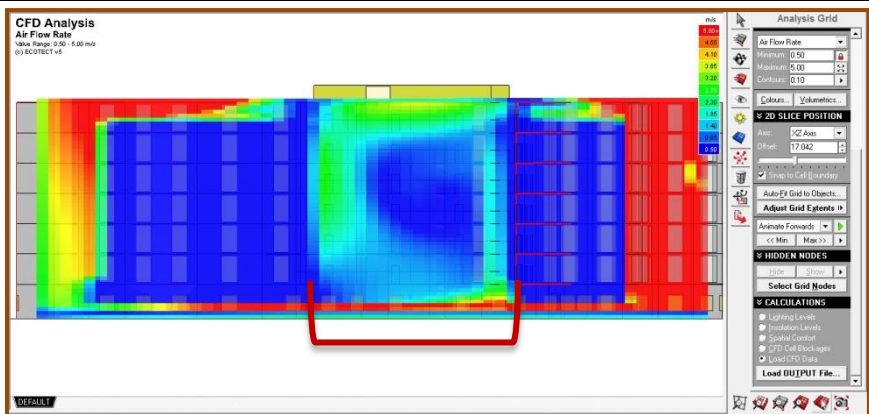 CFD Analysis
Air Flow Rate
Value Range: 0.50 - 5.00 m/s
(c) ECOTECT v5
m/s
5.00+
4.55
4.10
3.65
3.20
2.75
2.30
1.85
1.40
0.95
0.50
DEFAULT
Analysis Grid
Air Flow Rate
Minimum: 0.50
Maximum: 5.00
Contours: 0.10
Colours... Volumetrics...
2D SLICE POSITION
Axis: XZ Axis
Offset: 17.042
Snap to Cell Boundary
Auto-Fit Grid to Objects...
Adjust Grid Extents
Animate Forwards
<< Min Max >>
HIDDEN NODES
Hide Show
Select Grid Nodes
CALCULATIONS
Lighting Levels
Insolation Levels
Spatial Comfort
CFD Cell Blockages
Load CFD Data
Load OUTPUT File...